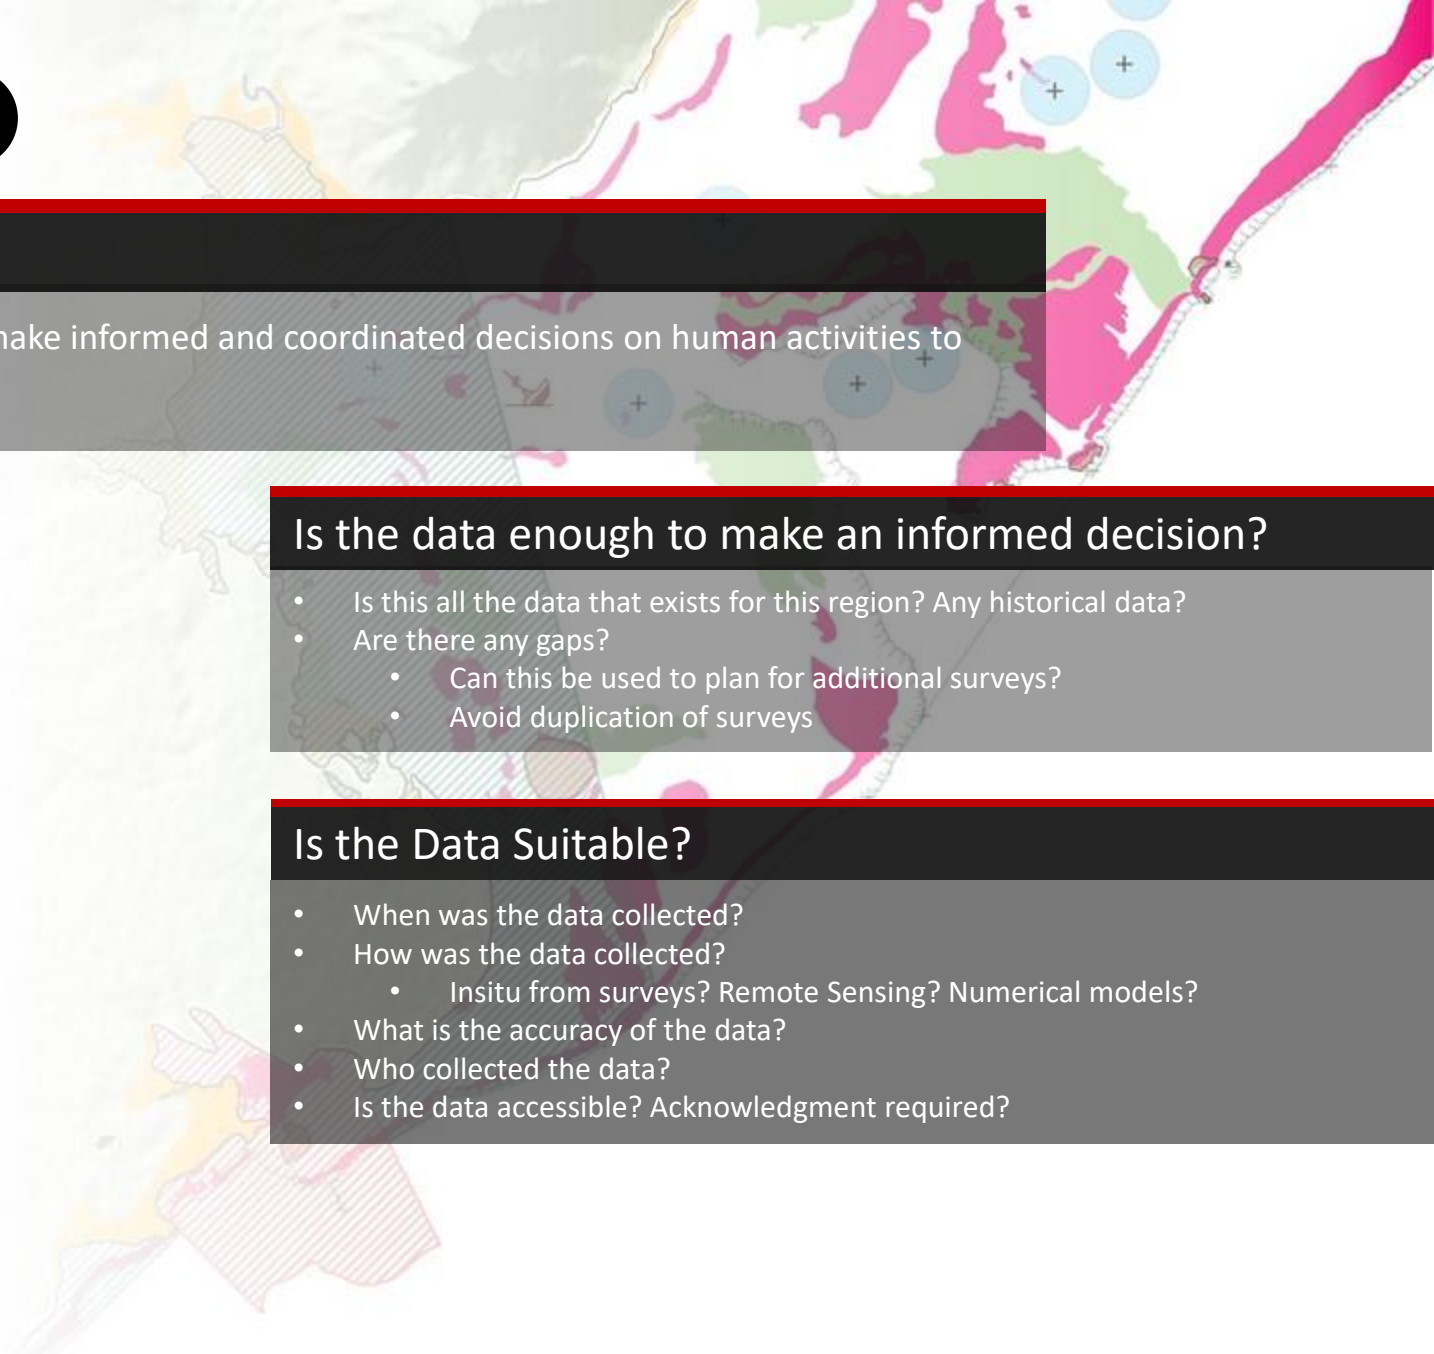 make informed and coordinated decisions on human activities to
Is the data enough to make an informed decision?
• Is this all the data that exists for this region? Any historical data?
• Are there any gaps?
• Can this be used to plan for additional surveys?
• Avoid duplication of surveys
Is the Data Suitable?
• When was the data collected?
• How was the data collected?
• Insitu from surveys? Remote Sensing? Numerical models?
• What is the accuracy of the data?
• Who collected the data?
• Is the data accessible? Acknowledgment required?